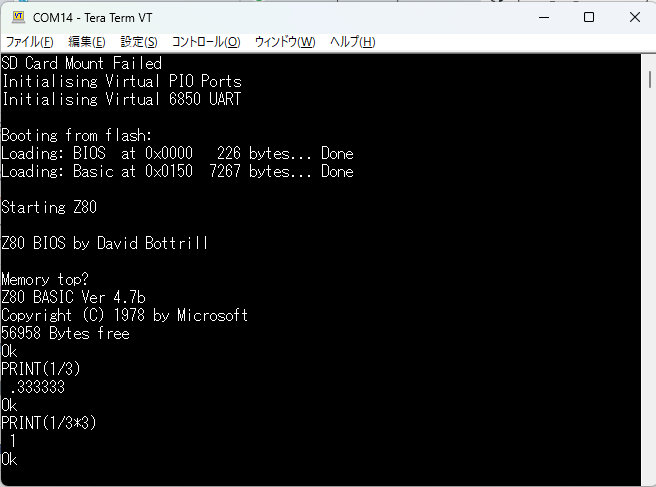 COM14 - Tera Term VT
ファイル(F) 編集(E) 設定(S) コントロール(O) ウィンドウ(W) ヘルプ(H)
SD Card Mount Failed
Initialising Virtual PIO Ports
Initialising Virtual 6850 UART
Booting from flash:
Loading: BIOS  at 0x0000   226 bytes... Done
Loading: Basic at 0x0150  7267 bytes... Done
Starting Z80
Z80 BIOS by David Bottrill
Memory top?
Z80 BASIC Ver 4.7b
Copyright (C) 1978 by Microsoft
56958 Bytes free
Ok
PRINT(1/3)
 .333333
Ok
PRINT(1/3*3)
 1
Ok